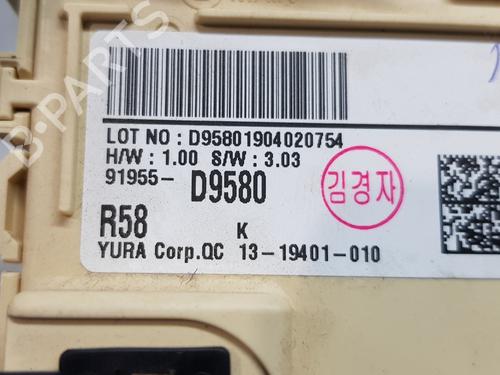 LOT NO : D95801904020754
H/W : 1.00 S/W : 3.03
91955- D9580
김경자
R58 K
YURA Corp.QC 13-19401-010
B-PARTS